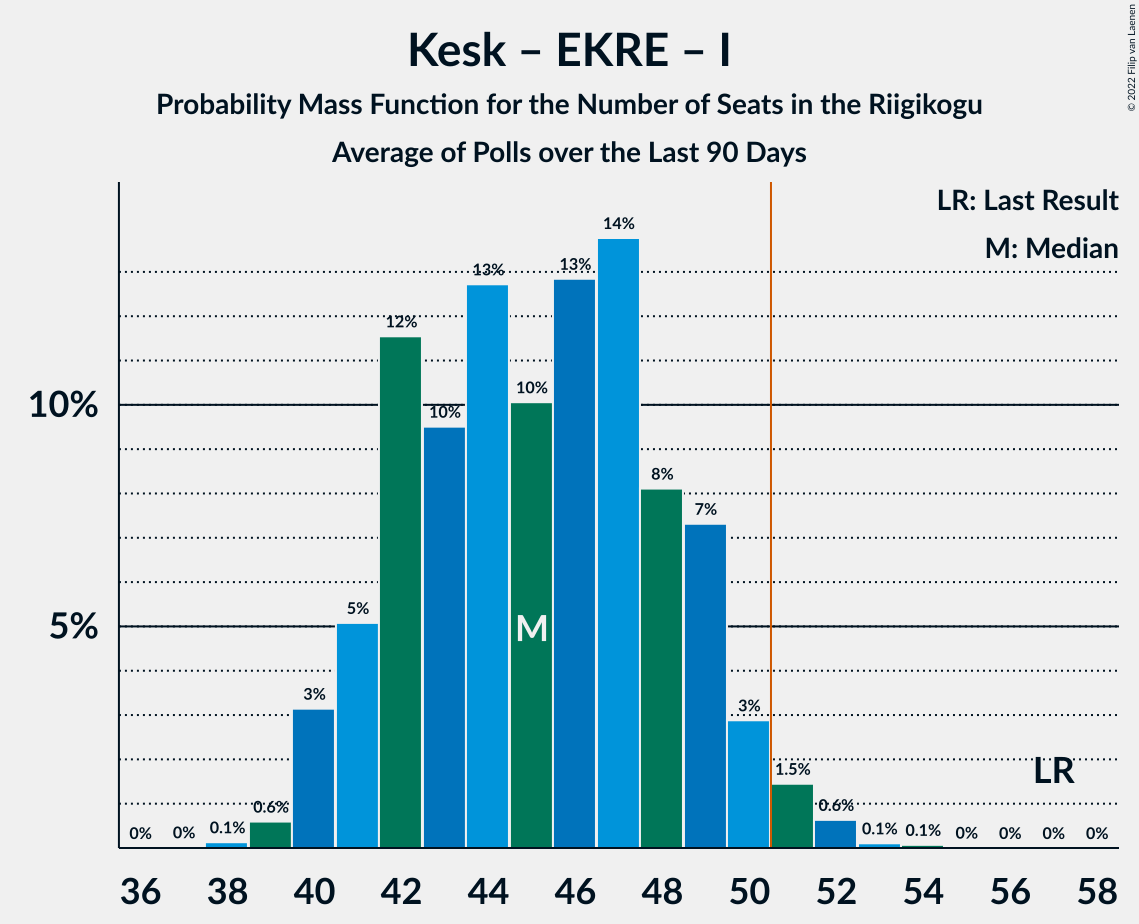 Kesk – EKRE – I
Probability Mass Function for the Number of Seats in the Riigikogu
Average of Polls over the Last 90 Days
© 2022 Filip van Laenen
LR: Last Result
M: Median
14%
13%
13%
12%
10%
10%
10%
8%
7%
5%
5%
M
3%
3%
1.5%
LR
0.6%
0.6%
0%
0%
0.1%
0.1%
0.1%
0%
0%
0%
0%
36 38 40 42 44 46 48 50 52 54 56 58